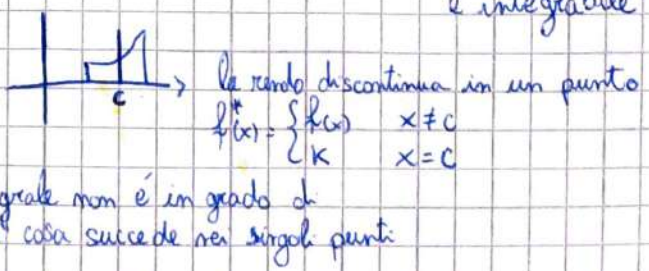 è integrabile
c
la rendo discontinua in un punto
f*(x) = { f(x) x ≠ c
{ K x = c
grale non é in grado di
cosa succede nei singoli punti